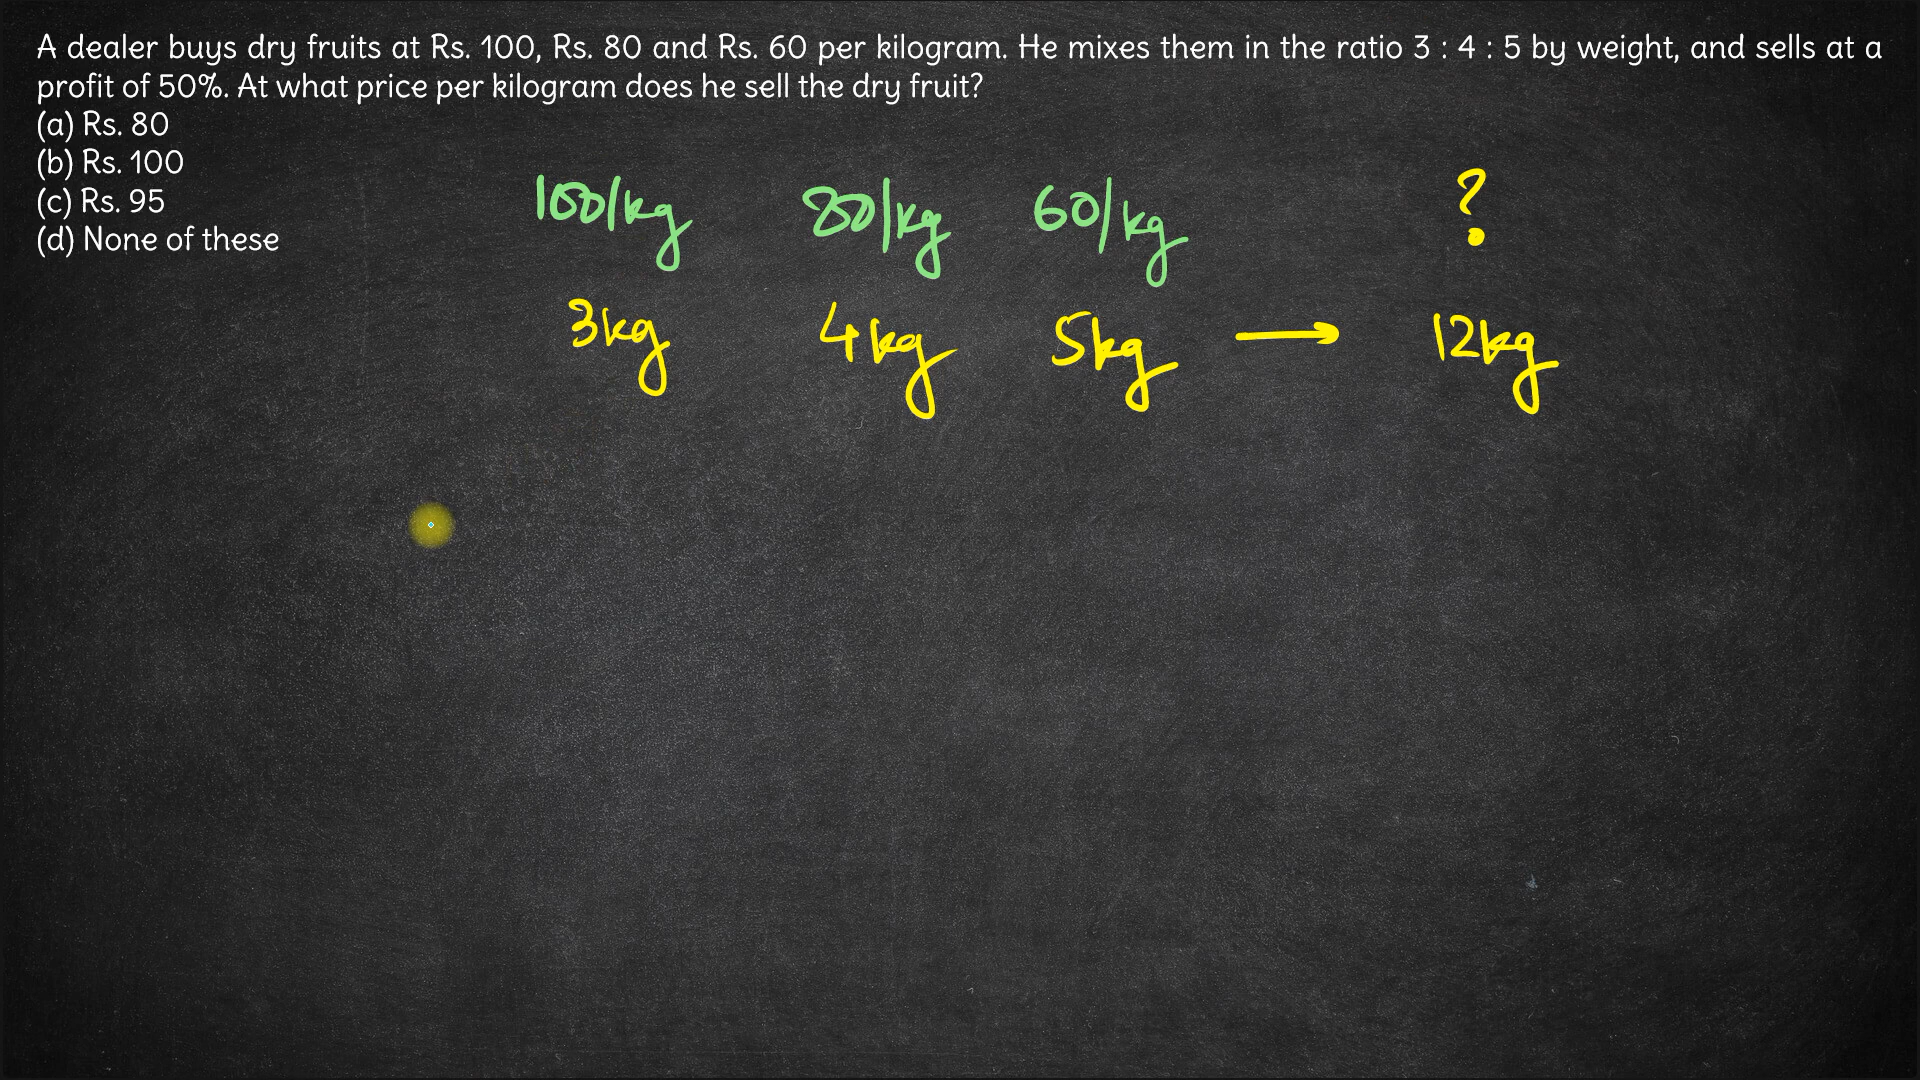 A dealer buys dry fruits at Rs. 100, Rs. 80 and Rs. 60 per kilogram. He mixes them in the ratio 3 : 4 : 5 by weight, and sells at a
profit of 50%. At what price per kilogram does he sell the dry fruit?
(a) Rs. 80
(b) Rs. 100
(c) Rs. 95
(d) None of these
100/kg 80/kg 60/kg ?
3kg 4kg 5kg → 12kg